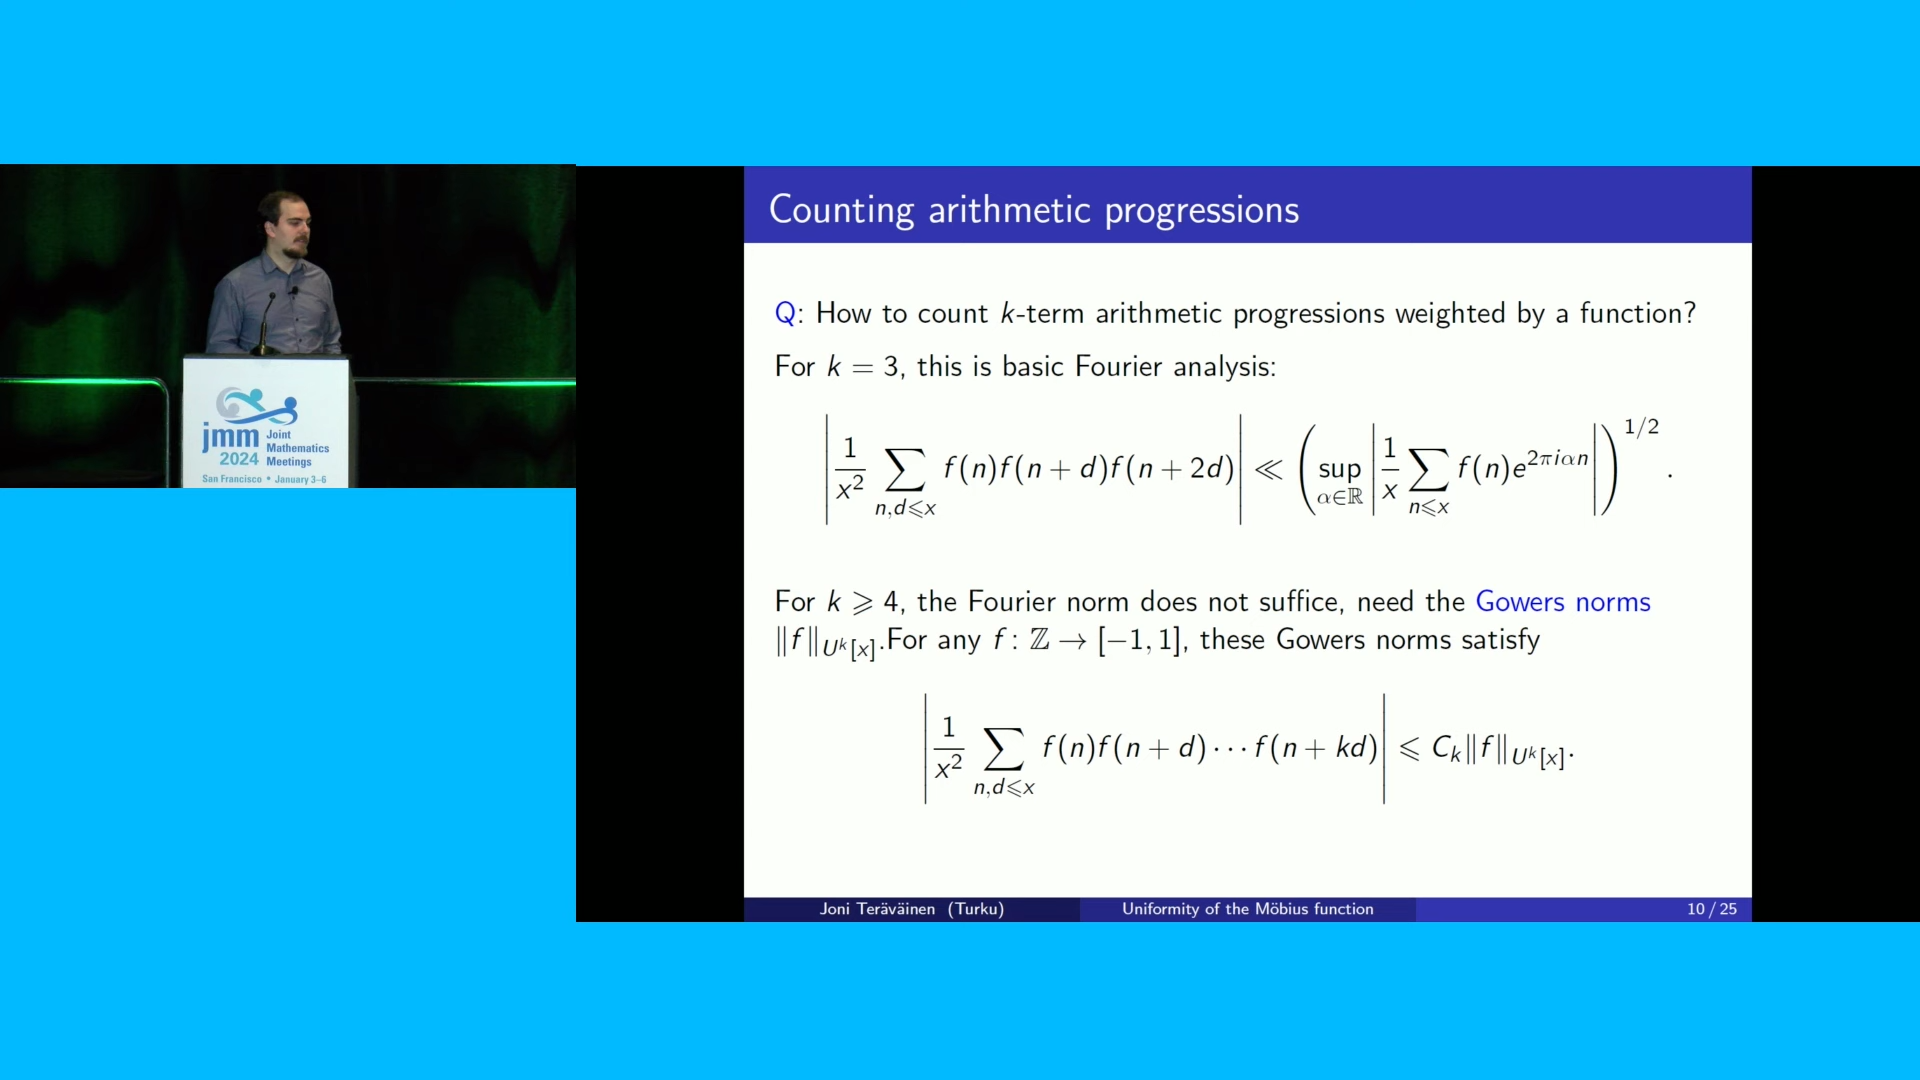 jmm Joint
Mathematics
2024 Meetings
San Francisco • January 3–6
Counting arithmetic progressions
Q: How to count k-term arithmetic progressions weighted by a function?
For k = 3, this is basic Fourier analysis:
|1/x² ∑_{n,d⩽x} f(n)f(n + d)f(n + 2d)| ≪ (sup_{α∈ℝ} |1/x ∑_{n⩽x} f(n)e^{2πiαn}|)^{1/2}.
For k ⩾ 4, the Fourier norm does not suffice, need the Gowers norms
‖f‖_{U^k[x]}.For any f : ℤ → [−1, 1], these Gowers norms satisfy
|1/x² ∑_{n,d⩽x} f(n)f(n + d) ··· f(n + kd)| ⩽ C_k‖f‖_{U^k[x]}.
Joni Teräväinen (Turku) Uniformity of the Möbius function 10 / 25